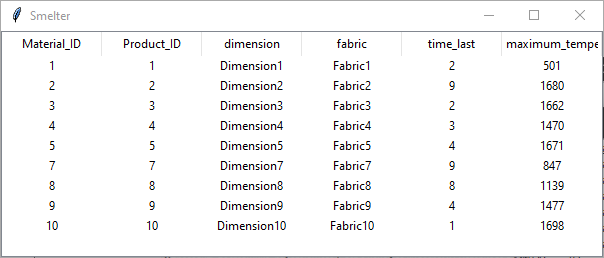 Smelter
Material_ID Product_ID dimension fabric time_last maximum_tempe
1 1 Dimension1 Fabric1 2 501
2 2 Dimension2 Fabric2 9 1680
3 3 Dimension3 Fabric3 2 1662
4 4 Dimension4 Fabric4 3 1470
5 5 Dimension5 Fabric5 4 1671
7 7 Dimension7 Fabric7 9 847
8 8 Dimension8 Fabric8 8 1139
9 9 Dimension9 Fabric9 4 1477
10 10 Dimension10 Fabric10 1 1698